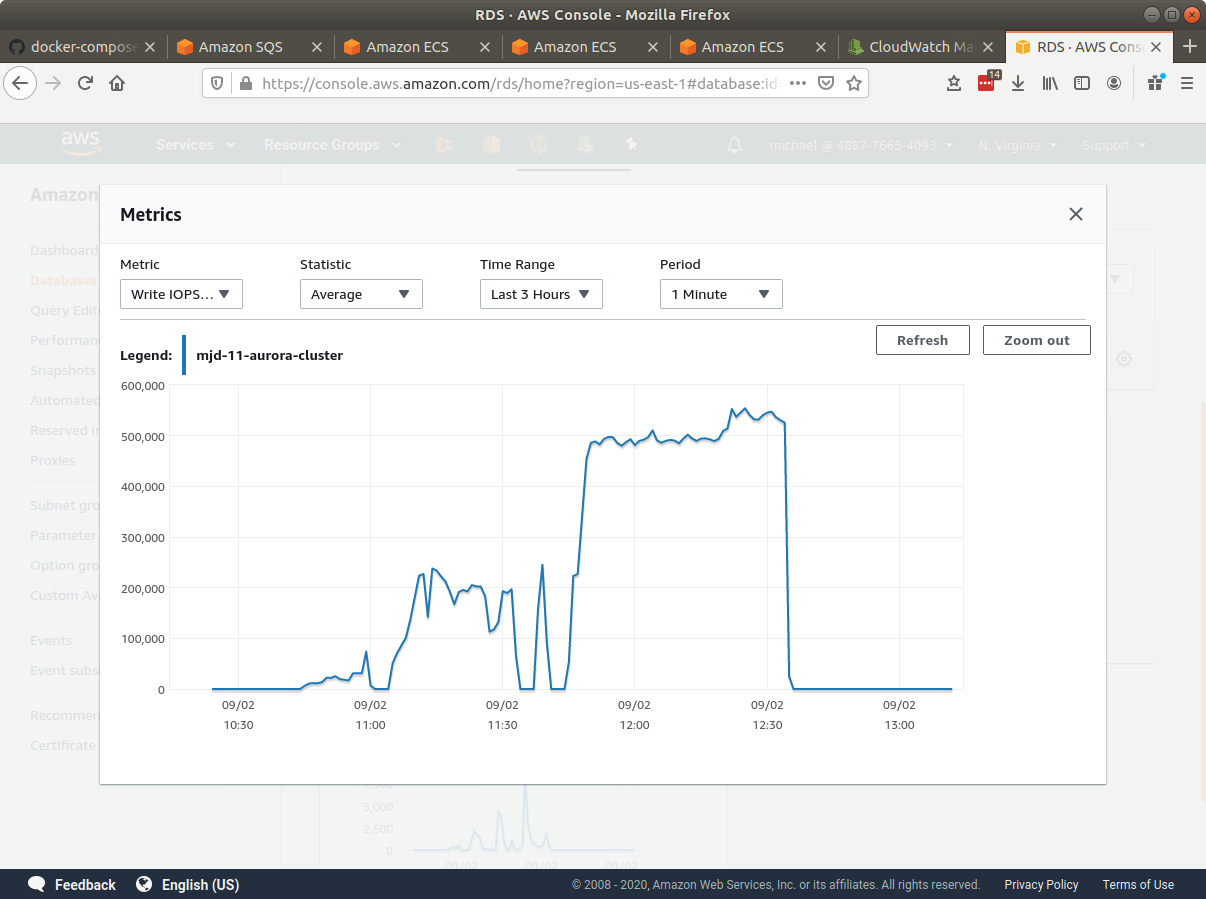 RDS · AWS Console - Mozilla Firefox
docker-compose
Amazon SQS
Amazon ECS
Amazon ECS
Amazon ECS
CloudWatch Ma
RDS · AWS Cons
https://console.aws.amazon.com/rds/home?region=us-east-1#database:id
14
aws
Services
Resource Groups
michael @ 4887-7665-4093
N. Virginia
Support
Amazon
Dashboard
Databases
Query Edit
Performan
Snapshots
Automated
Reserved In
Proxies
Subnet gro
Parameter
Option gro
Custom Av
Events
Event subs
Recommen
Certificate
Metrics
Metric
Statistic
Time Range
Period
Write IOPS...
Average
Last 3 Hours
1 Minute
Refresh
Zoom out
Legend:
mjd-11-aurora-cluster
600,000
500,000
400,000
300,000
200,000
100,000
0
09/02
10:30
09/02
11:00
09/02
11:30
09/02
12:00
09/02
12:30
09/02
13:00
7,500
5,000
2,500
0
09/02
09/02
09/02
Feedback
English (US)
© 2008 - 2020, Amazon Web Services, Inc. or its affiliates. All rights reserved.
Privacy Policy
Terms of Use